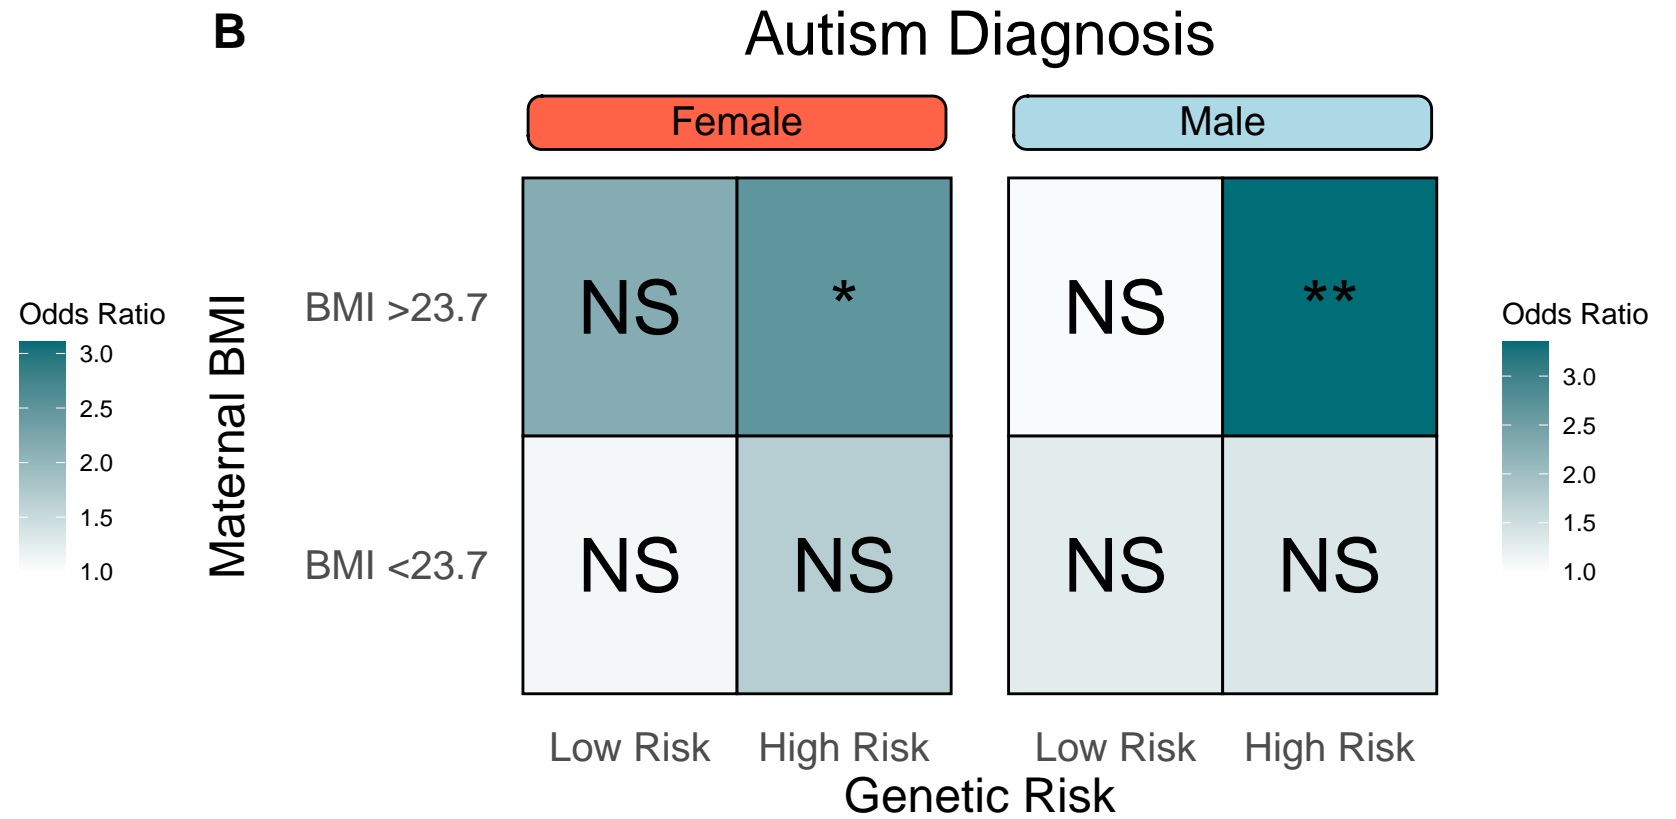 B
Autism Diagnosis
Female
Male
Odds Ratio
3.0
2.5
2.0
1.5
1.0
Maternal BMI
BMI >23.7
BMI <23.7
NS
*
NS
**
NS
NS
NS
NS
Odds Ratio
3.0
2.5
2.0
1.5
1.0
Low Risk
High Risk
Low Risk
High Risk
Genetic Risk